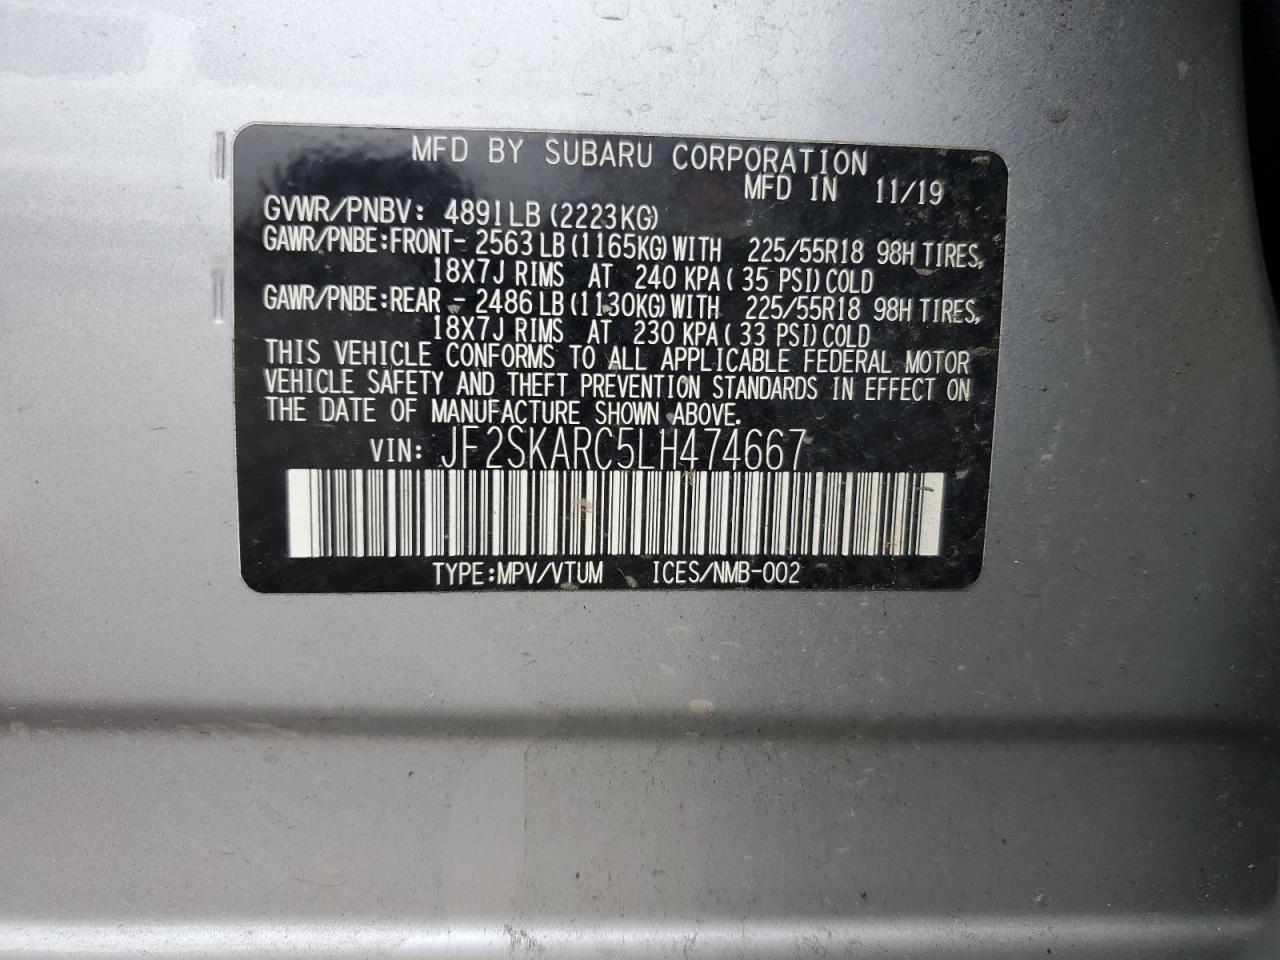 MFD BY SUBARU CORPORATION
MFD IN 11/19
GVWR/PNBV: 4891LB (2223KG)
GAWR/PNBE:FRONT- 2563 LB (1165KG) WITH 225/55R18 98H TIRES,
18X7J RIMS AT 240 KPA( 35 PSI)COLD
GAWR/PNBE:REAR - 2486 LB (1130KG) WITH 225/55R18 98H TIRES,
18X7J RIMS AT 230 KPA( 33 PSI)COLD
THIS VEHICLE CONFORMS TO ALL APPLICABLE FEDERAL MOTOR
VEHICLE SAFETY AND THEFT PREVENTION STANDARDS IN EFFECT ON
THE DATE OF MANUFACTURE SHOWN ABOVE.
VIN: JF2SKARC5LH474667
TYPE:MPV/VTUM ICES/NMB-002